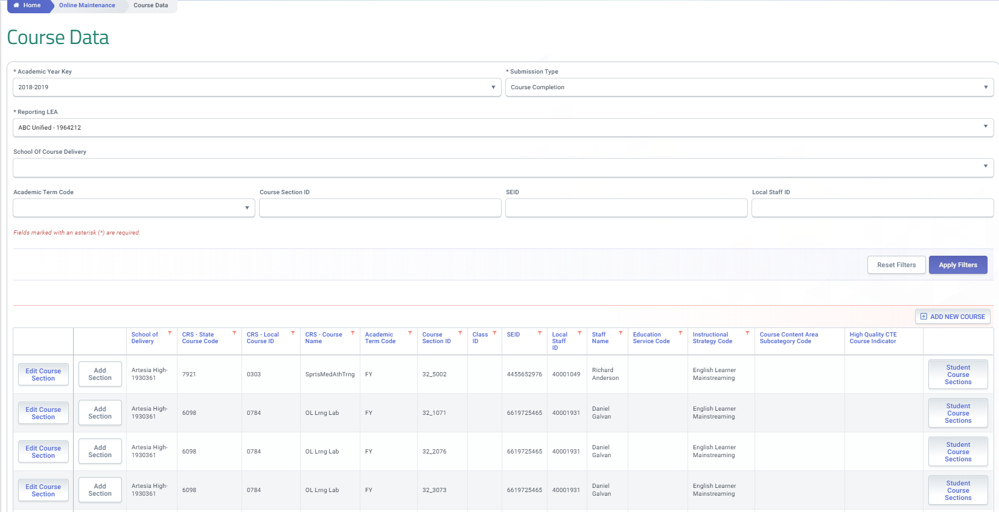 Home Online Maintenance Course Data
Course Data
* Academic Year Key * Submission Type
2018-2019 Course Completion
* Reporting LEA
ABC Unified - 1964212
School Of Course Delivery
Academic Term Code Course Section ID SEID Local Staff ID
Fields marked with an asterisk (*) are required.
Reset Filters Apply Filters
ADD NEW COURSE
School of Delivery CRS - State Course Code CRS - Local Course ID CRS - Course Name Academic Term Code Course Section ID Class ID SEID Local Staff ID Staff Name Education Service Code Instructional Strategy Code Course Content Area Subcategory Code High Quality CTE Course Indicator
Edit Course Section Add Section Artesia High-1930361 7921 0303 SprtsMedAthTrng FY 32_5002 4455652976 40001049 Richard Anderson English Learner Mainstreaming Student Course Sections
Edit Course Section Add Section Artesia High-1930361 6098 0784 OL Lrng Lab FY 32_1071 6619725465 40001931 Daniel Galvan English Learner Mainstreaming Student Course Sections
Edit Course Section Add Section Artesia High-1930361 6098 0784 OL Lrng Lab FY 32_2076 6619725465 40001931 Daniel Galvan English Learner Mainstreaming Student Course Sections
Edit Course Section Add Section Artesia High-1930361 6098 0784 OL Lrng Lab FY 32_3073 6619725465 40001931 Daniel Galvan English Learner Mainstreaming Student Course Sections